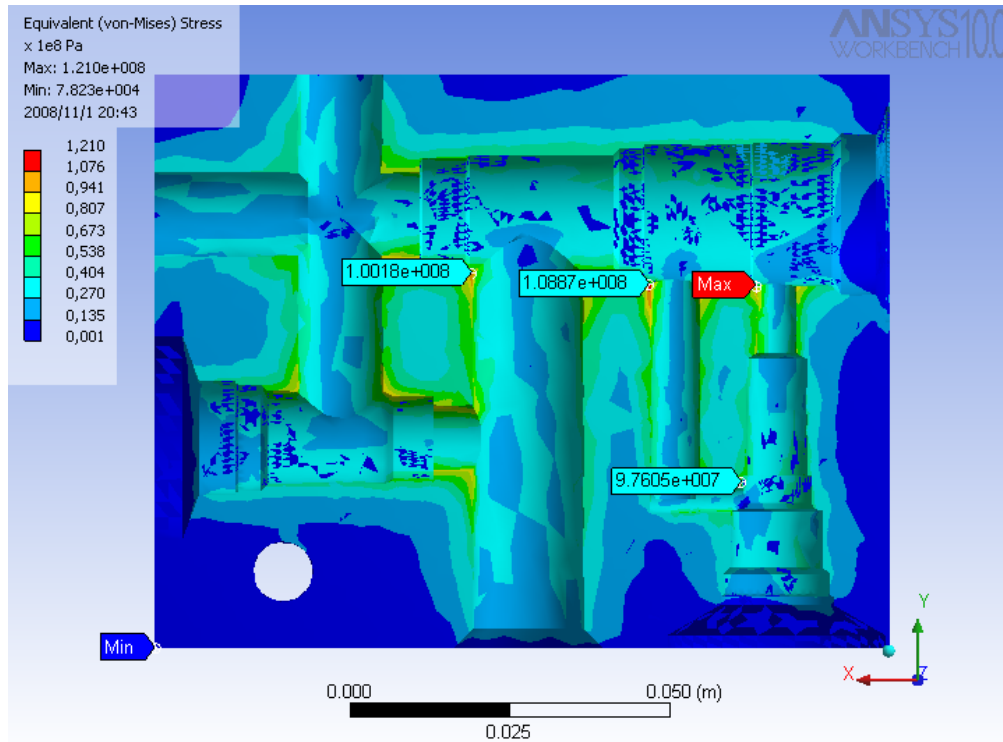 Equivalent (von-Mises) Stress
x 1e8 Pa
Max: 1.210e+008
Min: 7.823e+004
2008/11/1 20:43
1,210
1,076
0,941
0,807
0,673
0,538
0,404
0,270
0,135
0,001
ANSYS 10.0
WORKBENCH
1.0018e+008
1.0887e+008
Max
9.7605e+007
Min
Y
X
Z
0.000
0.050 (m)
0.025